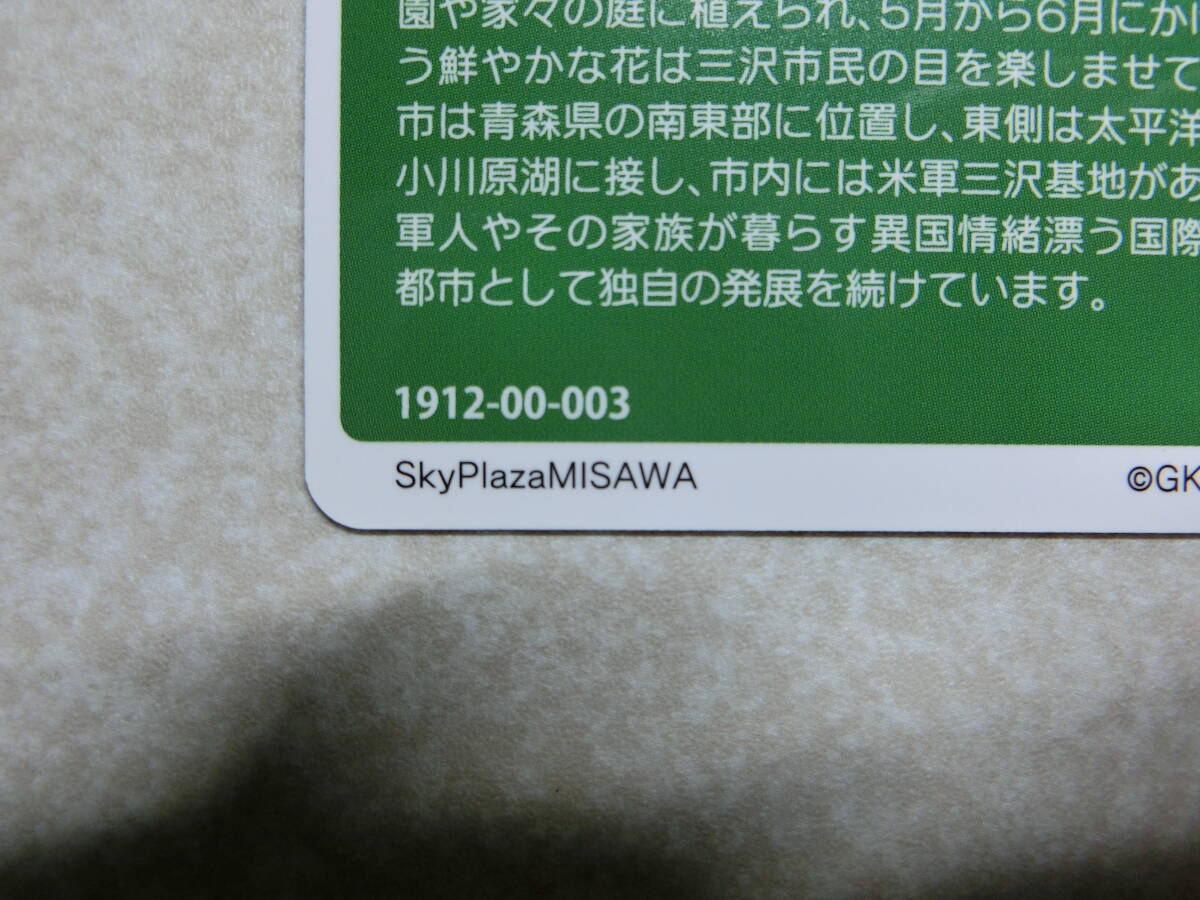 園や家々の庭に植えられ、5月から6月にか
う鮮やかな花は三沢市民の目を楽しませて
市は青森県の南東部に位置し、東側は太平洋
小川原湖に接し、市内には米軍三沢基地があ
軍人やその家族が暮らす異国情緒漂う国際
都市として独自の発展を続けています。
1912-00-003
SkyPlazaMISAWA
©GK